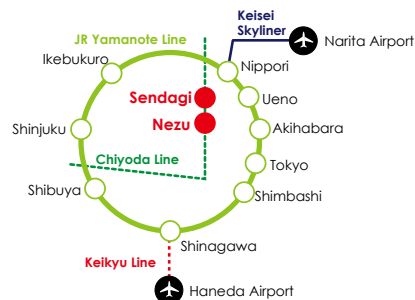 Keisei
Skyliner
JR Yamanote Line
Narita Airport
Ikebukuro
Nippori
Sendagi
Ueno
Nezu
Shinjuku
Akihabara
Chiyoda Line
Tokyo
Shibuya
Shimbashi
Shinagawa
Keikyu Line
Haneda Airport